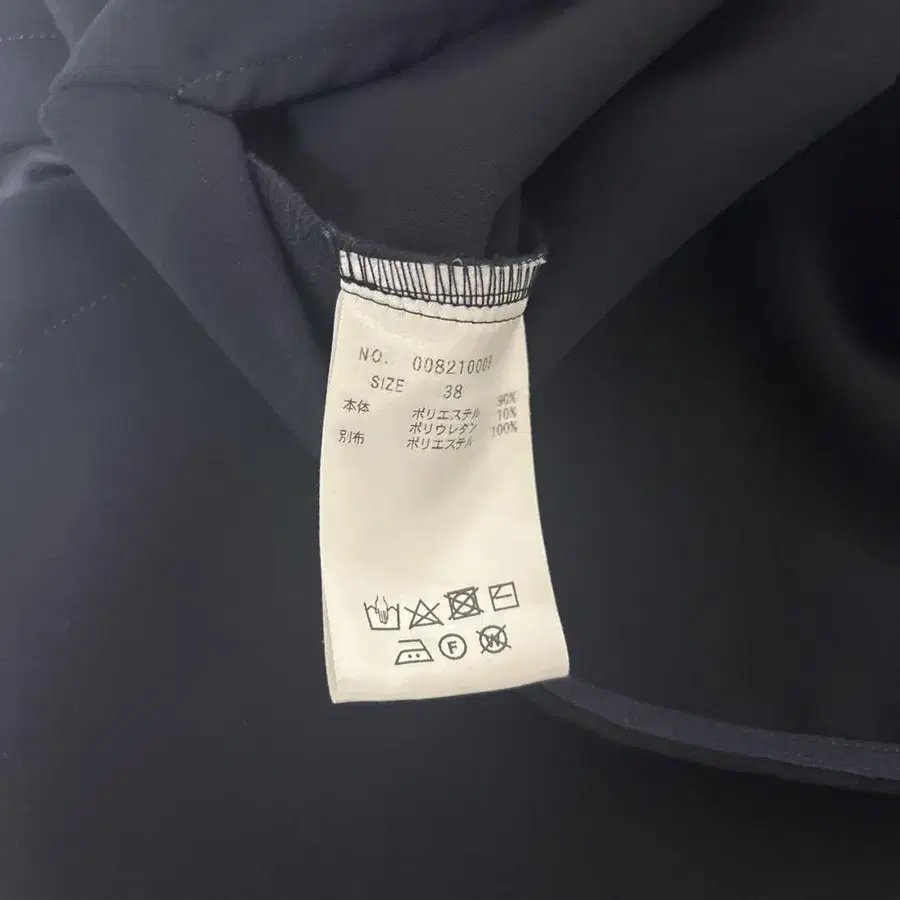 NO. 008210007
SIZE 38
本体 ポリエステル 90%
ポリウレタン 10%
別布 ポリエステル 100%
F
W